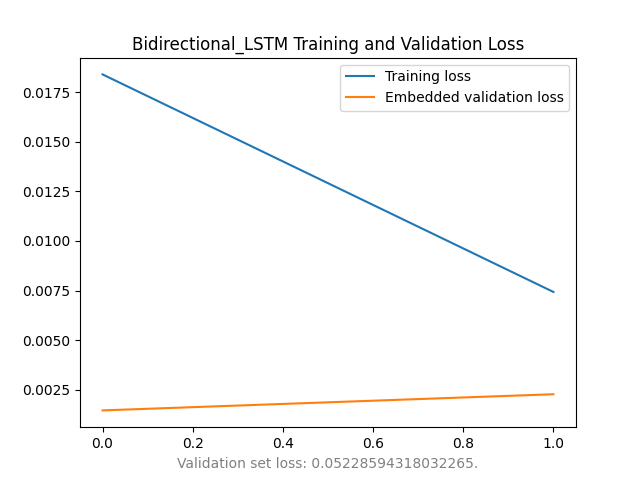 Bidirectional_LSTM Training and Validation Loss
Training loss
Embedded validation loss
0.0175
0.0150
0.0125
0.0100
0.0075
0.0050
0.0025
0.0 0.2 0.4 0.6 0.8 1.0
Validation set loss: 0.05228594318032265.